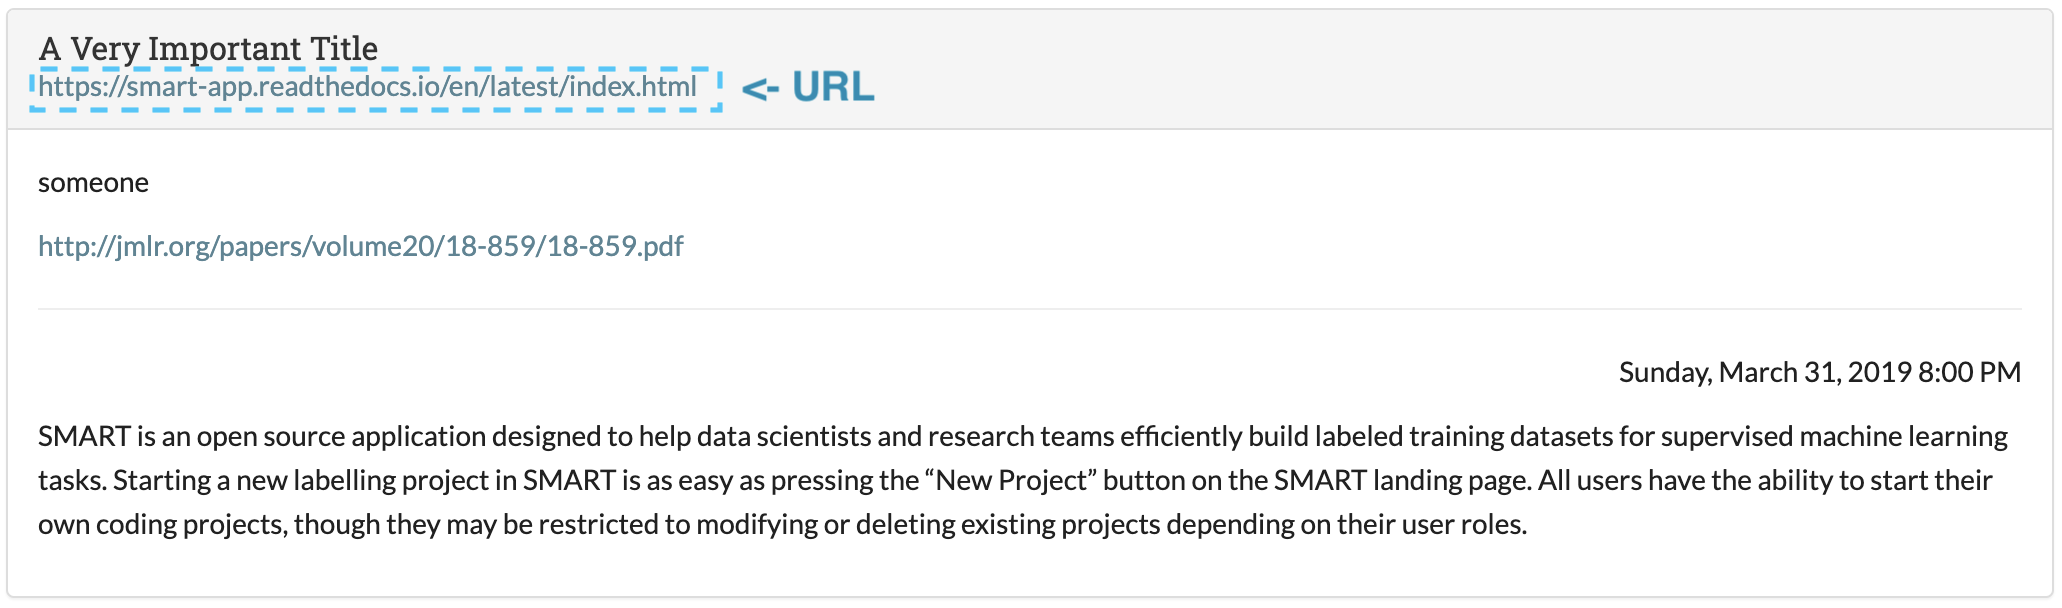 A Very Important Title
https://smart-app.readthedocs.io/en/latest/index.html <- URL
someone
http://jmlr.org/papers/volume20/18-859/18-859.pdf
Sunday, March 31, 2019 8:00 PM
SMART is an open source application designed to help data scientists and research teams efficiently build labeled training datasets for supervised machine learning
tasks. Starting a new labelling project in SMART is as easy as pressing the “New Project” button on the SMART landing page. All users have the ability to start their
own coding projects, though they may be restricted to modifying or deleting existing projects depending on their user roles.